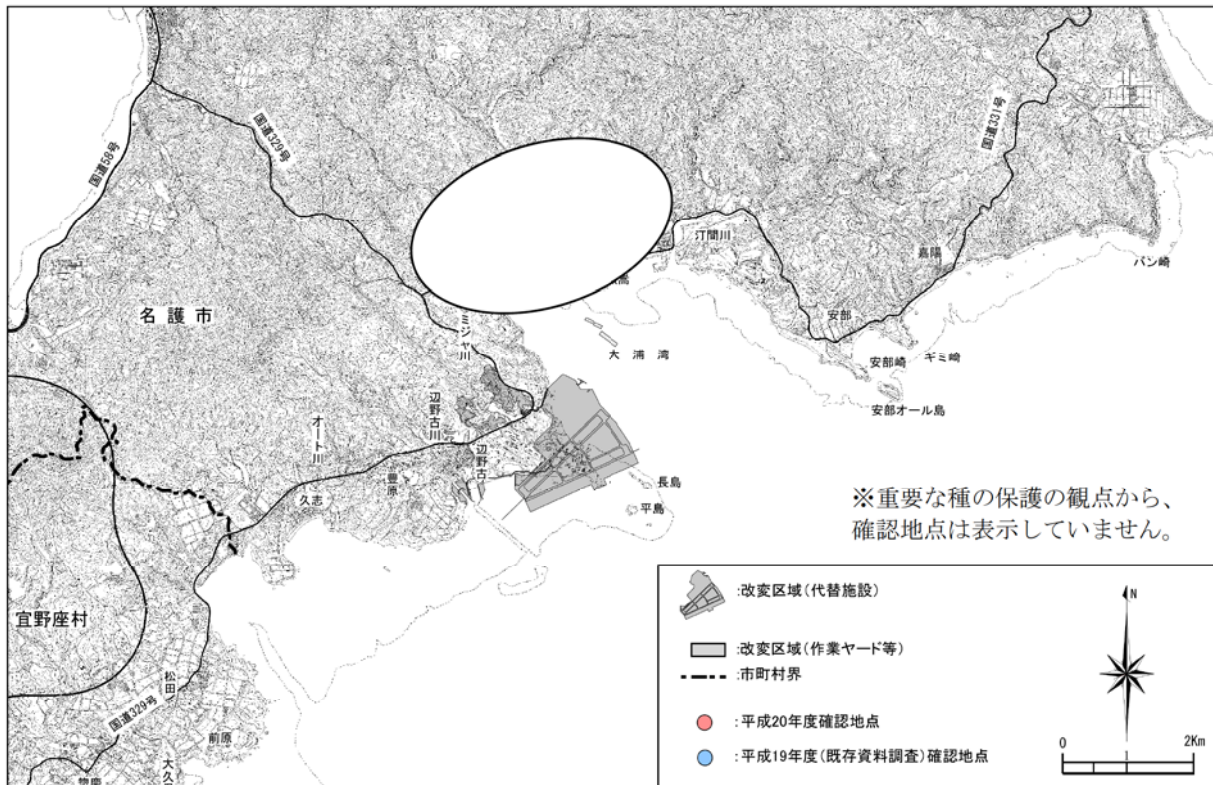 国道58号
国道329号
国道331号
汀間川
嘉陽
バン崎
名護市
安部
ミジャ川
大浦湾
安部崎
ギミ崎
安部オール島
辺野古川
オート川
辺野古
豊原
久志
長島
平島
※重要な種の保護の観点から、
確認地点は表示していません。
宜野座村
松田
国道329号
前原
:改変区域(代替施設)
:改変区域(作業ヤード等)
:市町村界
:平成20年度確認地点
:平成19年度(既存資料調査)確認地点
N
0
2Km